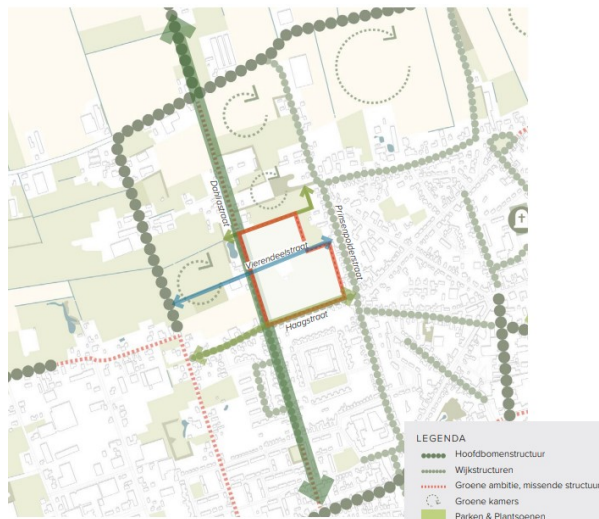 Dahliastraat
Prinsenpolderstraat
Vierendeelstraat
Haagstraat
LEGENDA
Hoofdbomenstructuur
Wijkstructuren
Groene ambitie, missende structuur
Groene kamers
Parken & Plantsoenen